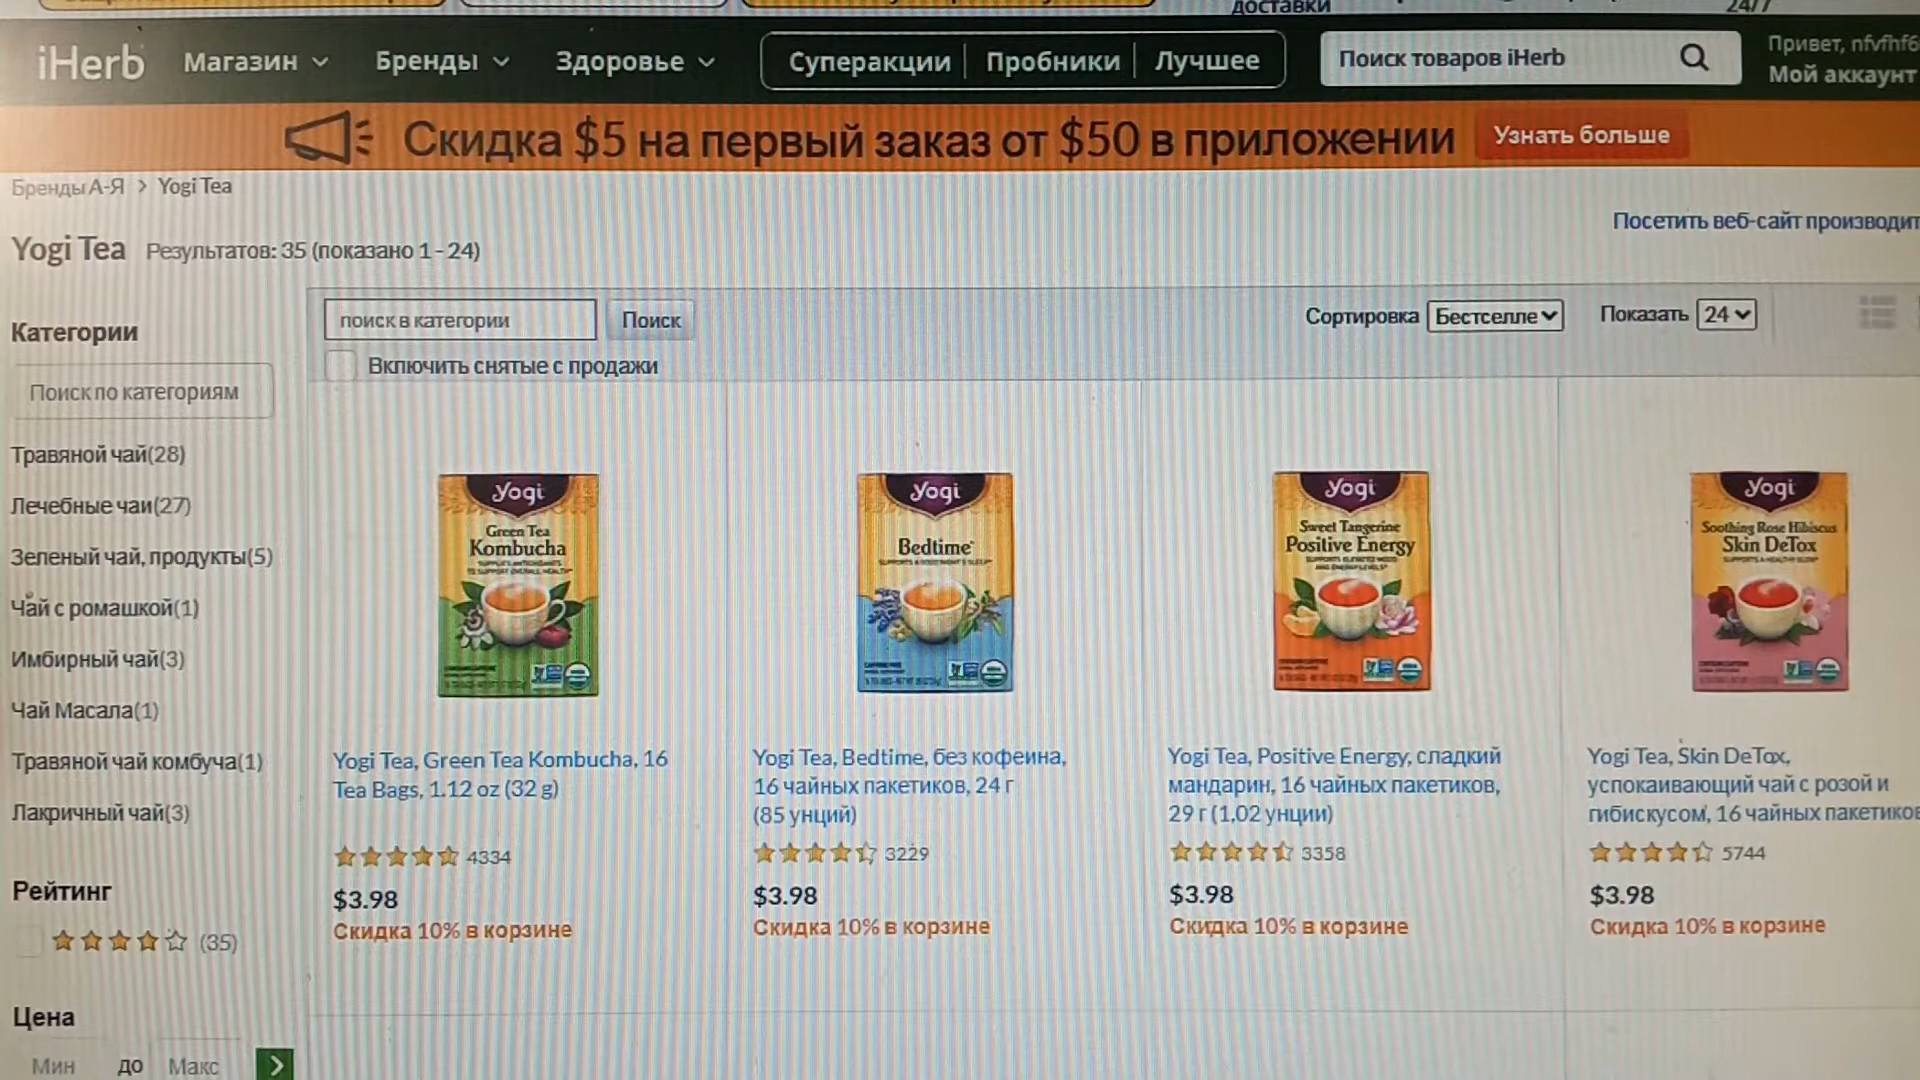 доставки
24/7
iHerb
Магазин
Бренды
Здоровье
Суперакции
Пробники
Лучшее
Поиск товаров iHerb
Привет, nfvfhf6
Мой аккаунт
Скидка $5 на первый заказ от $50 в приложении
Узнать больше
Бренды А-Я > Yogi Tea
Посетить веб-сайт производит
Yogi Tea Результатов: 35 (показано 1 - 24)
Категории
Поиск по категориям
Травяной чай(28)
Лечебные чаи(27)
Зеленый чай, продукты(5)
Чай с ромашкой(1)
Имбирный чай(3)
Чай Масала(1)
Травяной чай комбуча(1)
Лакричный чай(3)
Рейтинг
(35)
Цена
Мин до Макс
поиск в категории
Поиск
Включить снятые с продажи
Сортировка Бестселле
Показать 24
yogi
Green Tea
Kombucha
Yogi Tea, Green Tea Kombucha, 16
Tea Bags, 1.12 oz (32 g)
4334
$3.98
Скидка 10% в корзине
yogi
Bedtime
Yogi Tea, Bedtime, без кофеина,
16 чайных пакетиков, 24 г
(85 унций)
3229
$3.98
Скидка 10% в корзине
yogi
Sweet Tangerine
Positive Energy
Yogi Tea, Positive Energy, сладкий
мандарин, 16 чайных пакетиков,
29 г (1,02 унции)
3358
$3.98
Скидка 10% в корзине
yogi
Soothing Rose Hibiscus
Skin DeTox
Yogi Tea, Skin DeTox,
успокаивающий чай с розой и
гибискусом, 16 чайных пакетиков
5744
$3.98
Скидка 10% в корзине